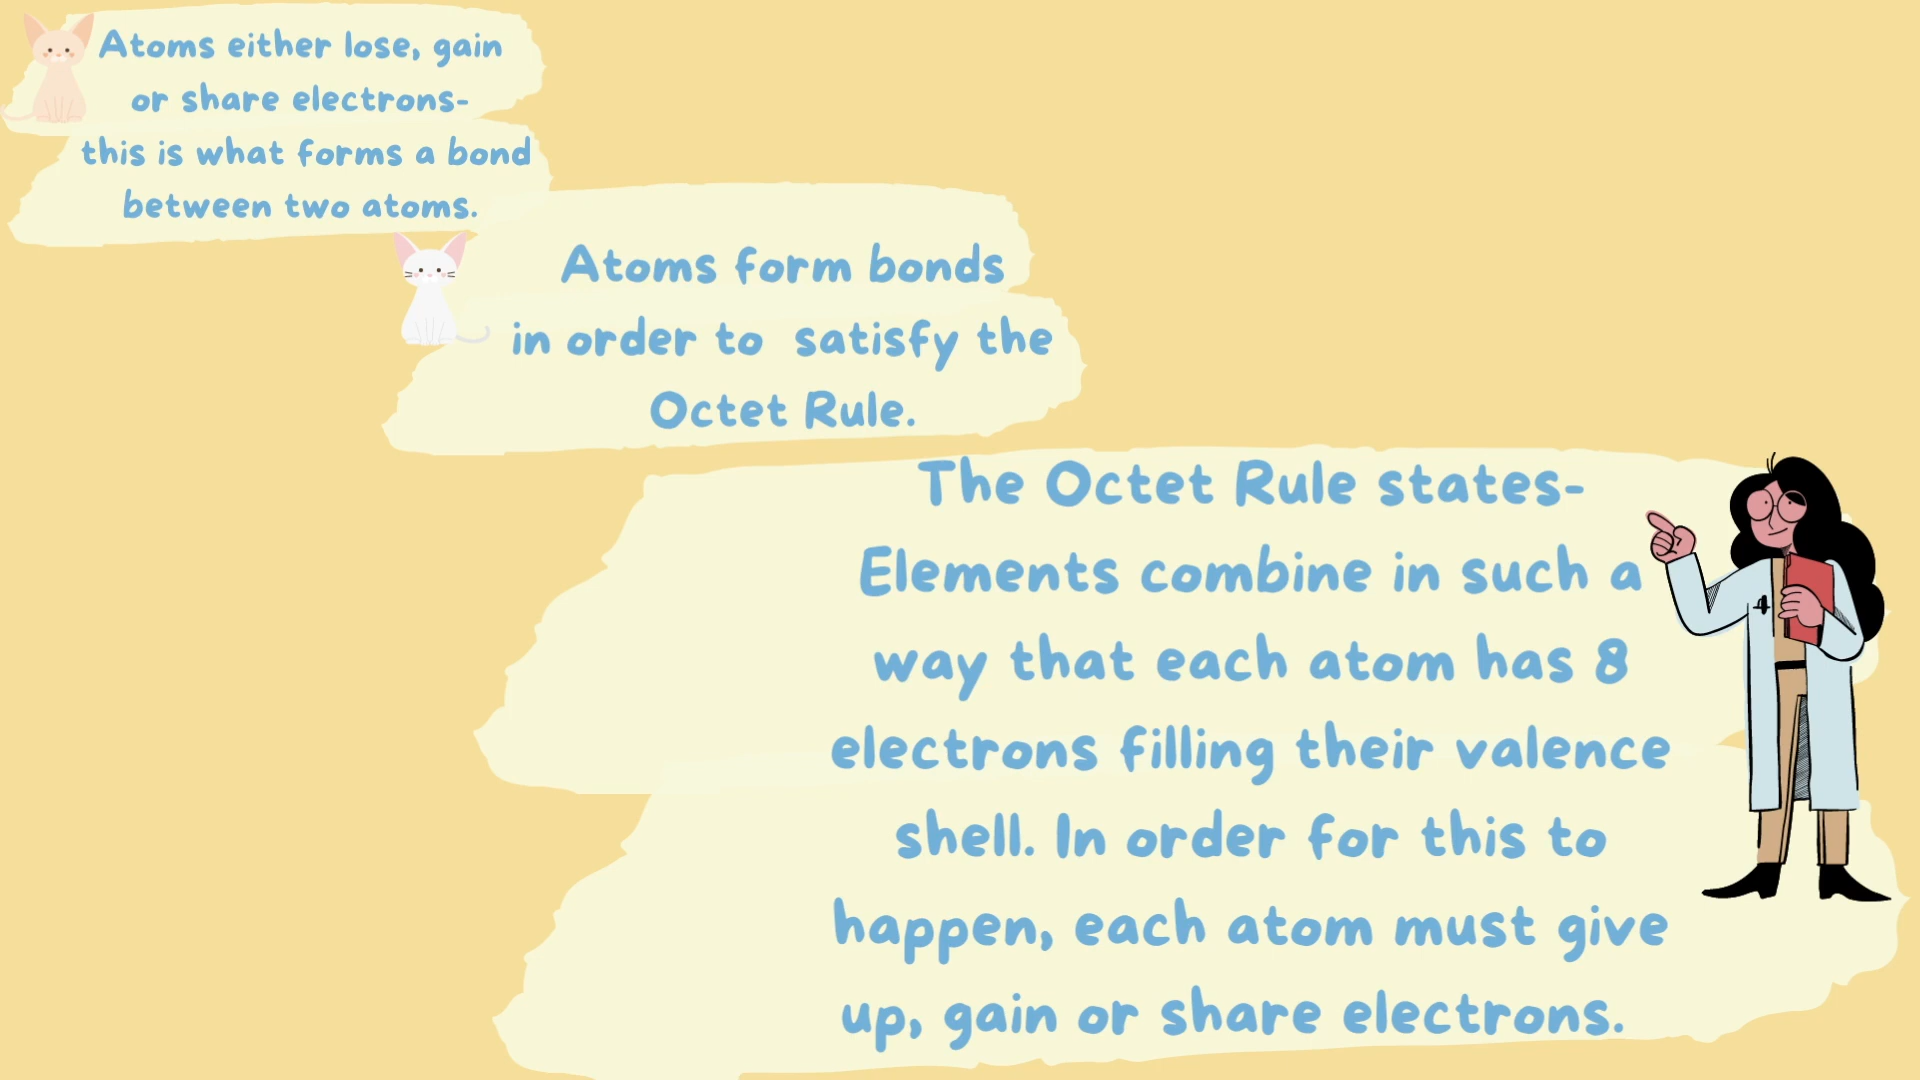 Atoms either lose, gain
or share electrons-
this is what forms a bond
between two atoms.
Atoms form bonds
in order to satisfy the
Octet Rule.
The Octet Rule states-
Elements combine in such a
way that each atom has 8
electrons filling their valence
shell. In order for this to
happen, each atom must give
up, gain or share electrons.